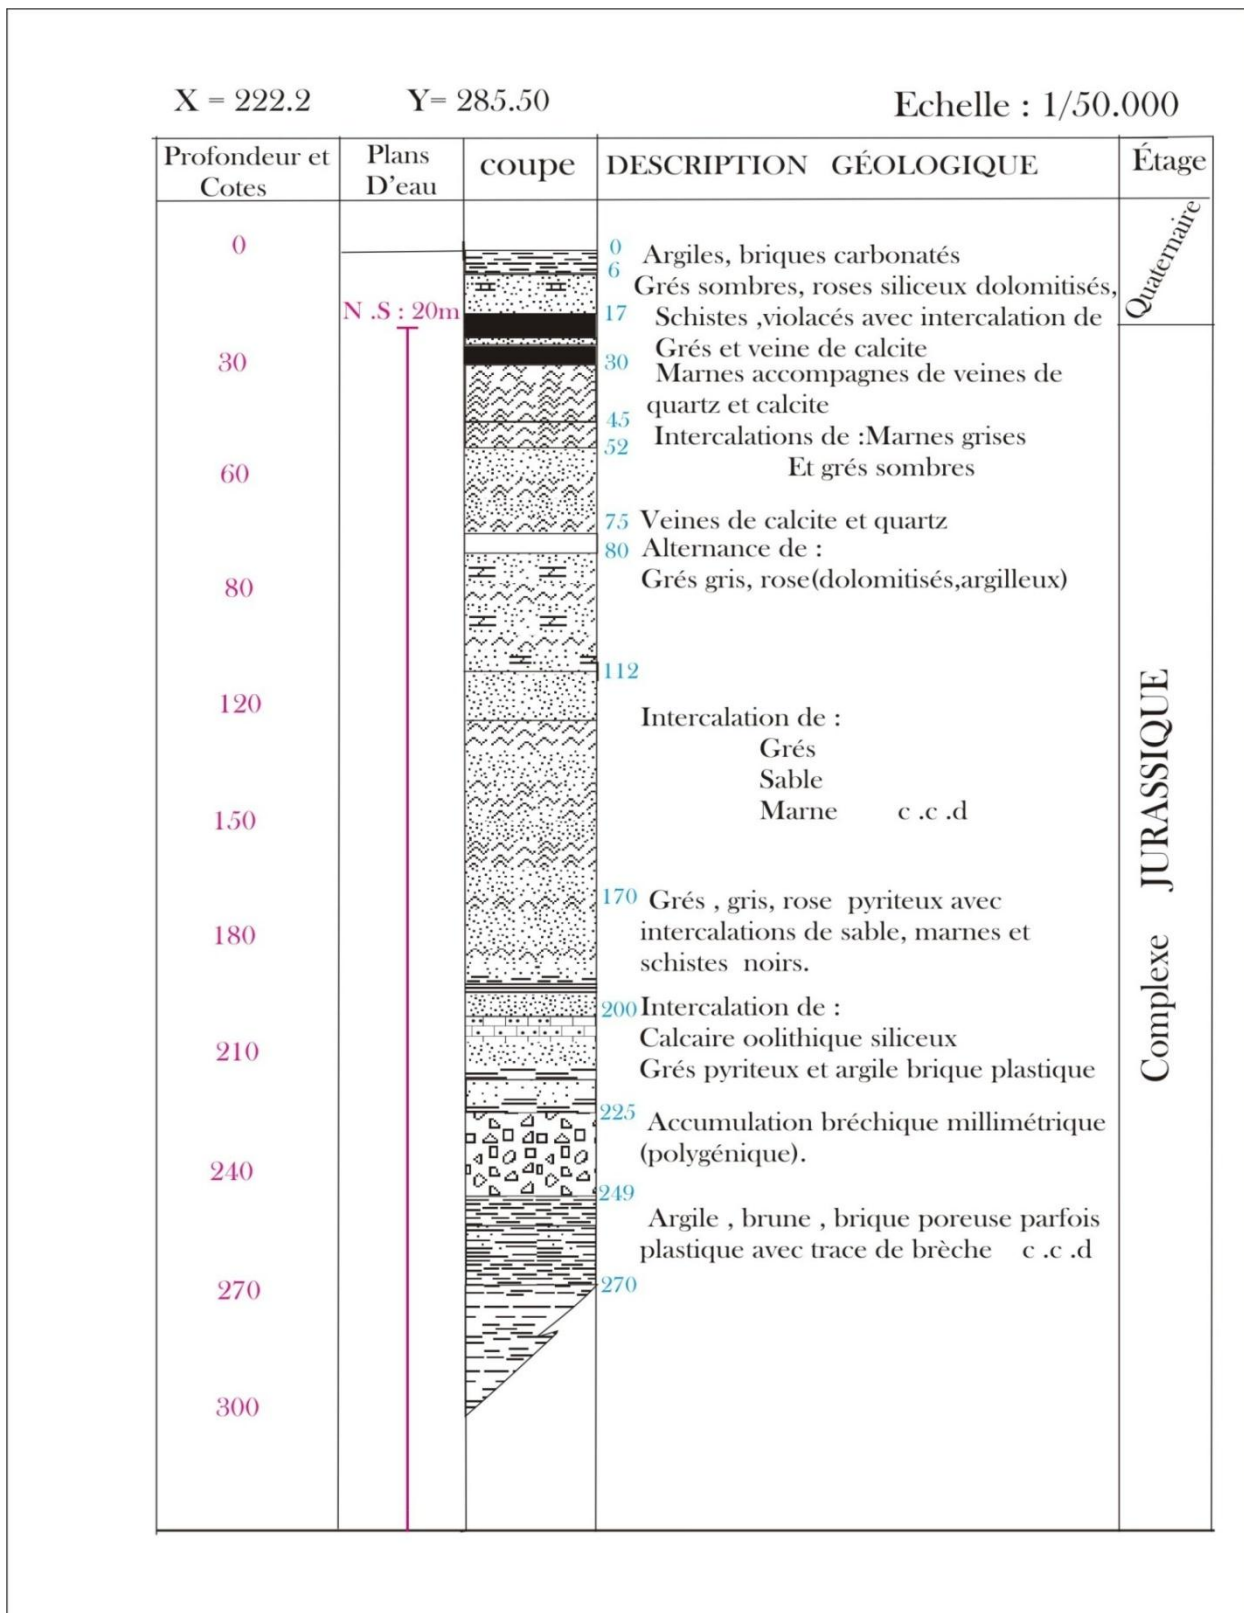 X = 222.2 Y= 285.50 Echelle : 1/50.000
Profondeur et Cotes
Plans D'eau
coupe
DESCRIPTION GÉOLOGIQUE
Étage
0
30
60
80
120
150
180
210
240
270
300
N .S : 20m
0 Argiles, briques carbonatés
6
Grés sombres, roses siliceux dolomitisés,
17 Schistes ,violacés avec intercalation de
Grés et veine de calcite
30 Marnes accompagnes de veines de
quartz et calcite
45
Intercalations de :Marnes grises
52
Et grés sombres
75 Veines de calcite et quartz
80 Alternance de :
Grés gris, rose(dolomitisés,argilleux)
112
Intercalation de :
Grés
Sable
Marne c .c .d
170 Grés , gris, rose pyriteux avec
intercalations de sable, marnes et
schistes noirs.
200 Intercalation de :
Calcaire oolithique siliceux
Grés pyriteux et argile brique plastique
225 Accumulation bréchique millimétrique
(polygénique).
249
Argile , brune , brique poreuse parfois
plastique avec trace de brèche c .c .d
270
Quaternaire
Complexe JURASSIQUE